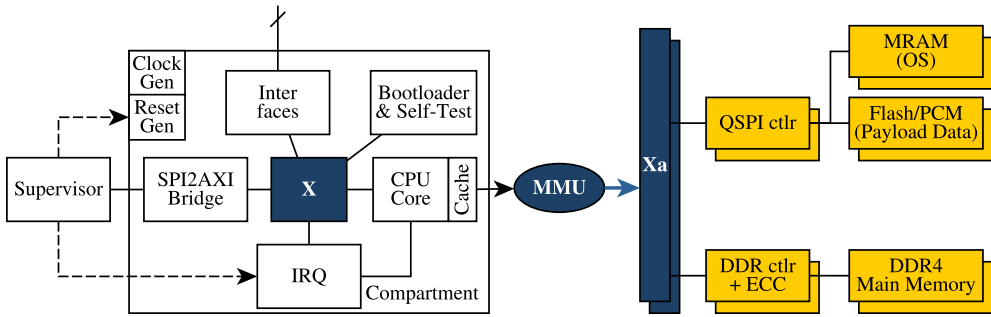 Clock
Gen
Reset
Gen
Inter
faces
Bootloader
& Self-Test
Supervisor
SPI2AXI
Bridge
X
CPU
Core
Cache
IRQ
Compartment
MMU
Xa
QSPI ctlr
MRAM
(OS)
Flash/PCM
(Payload Data)
DDR ctlr
+ ECC
DDR4
Main Memory